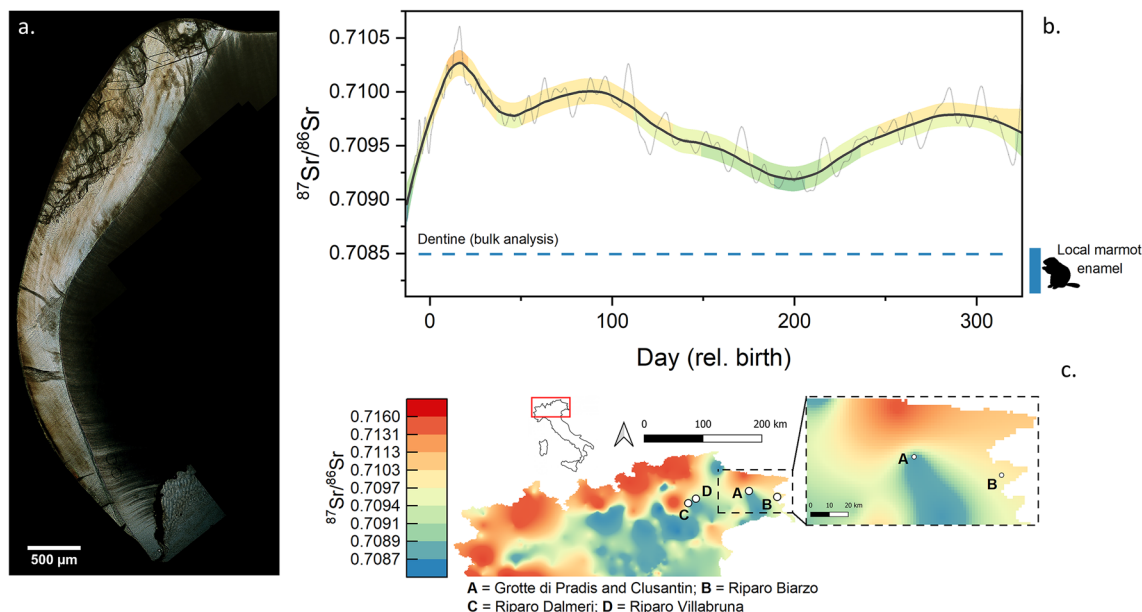 a.
500 µm
b.
0.7105
0.7100
0.7095
0.7090
0.7085
⁸⁷Sr/⁸⁶Sr
Dentine (bulk analysis)
Local marmot
enamel
0
100
200
300
Day (rel. birth)
c.
0.7160
0.7131
0.7113
0.7103
0.7097
0.7094
0.7091
0.7089
0.7087
⁸⁷Sr/⁸⁶Sr
0 100 200 km
A
B
C
D
A
B
0 10 20 km
A = Grotte di Pradis and Clusantin; B = Riparo Biarzo
C = Riparo Dalmeri; D = Riparo Villabruna